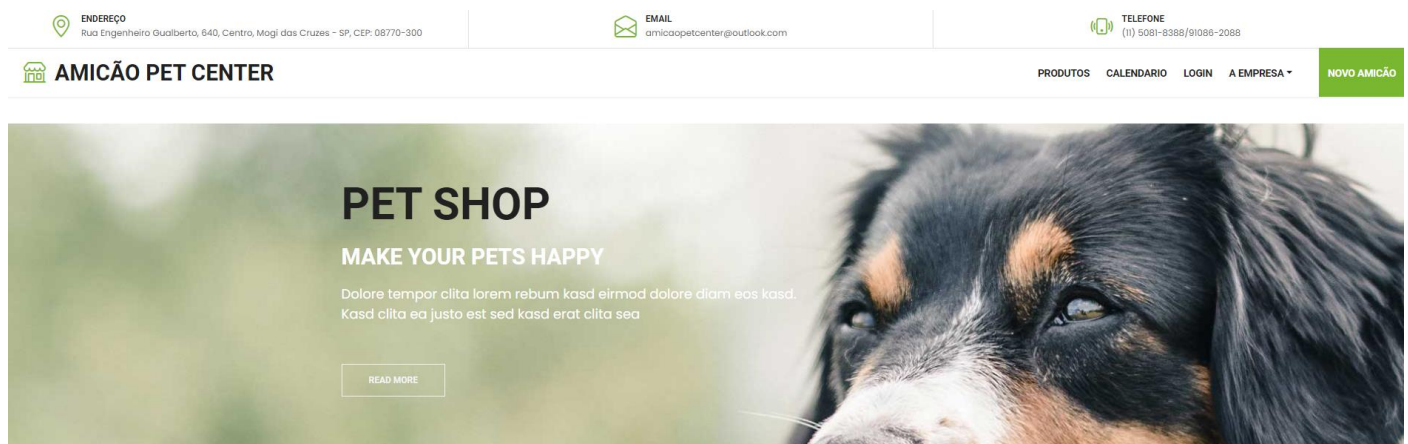 ENDEREÇO
Rua Engenheiro Gualberto, 640, Centro, Mogi das Cruzes - SP, CEP: 08770-300
EMAIL
amicaopetcenter@outlook.com
TELEFONE
(11) 5081-8388/91086-2088
AMICÃO PET CENTER
PRODUTOS CALENDARIO LOGIN A EMPRESA
NOVO AMICÃO
PET SHOP
MAKE YOUR PETS HAPPY
Dolore tempor clita lorem rebum kasd eirmod dolore diam eos kasd.
Kasd clita ea justo est sed kasd erat clita sea
READ MORE